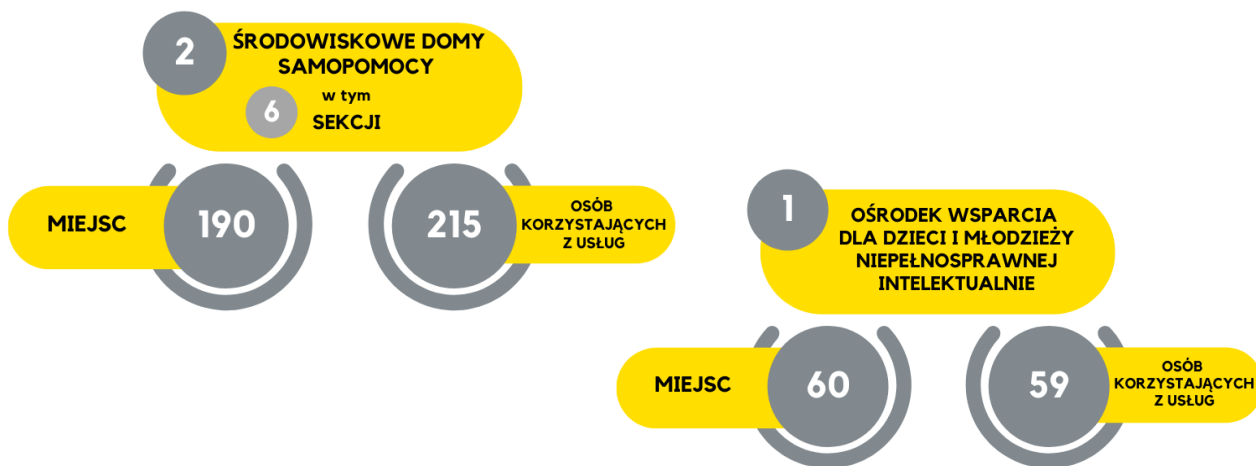 2
ŚRODOWISKOWE DOMY
SAMOPOMOCY
w tym
6
SEKCJI
MIEJSC
190
215
OSÓB
KORZYSTAJĄCYCH
Z USŁUG
1
OŚRODEK WSPARCIA
DLA DZIECI I MŁODZIEŻY
NIEPEŁNOSPRAWNEJ
INTELEKTUALNIE
MIEJSC
60
59
OSÓB
KORZYSTAJĄCYCH
Z USŁUG